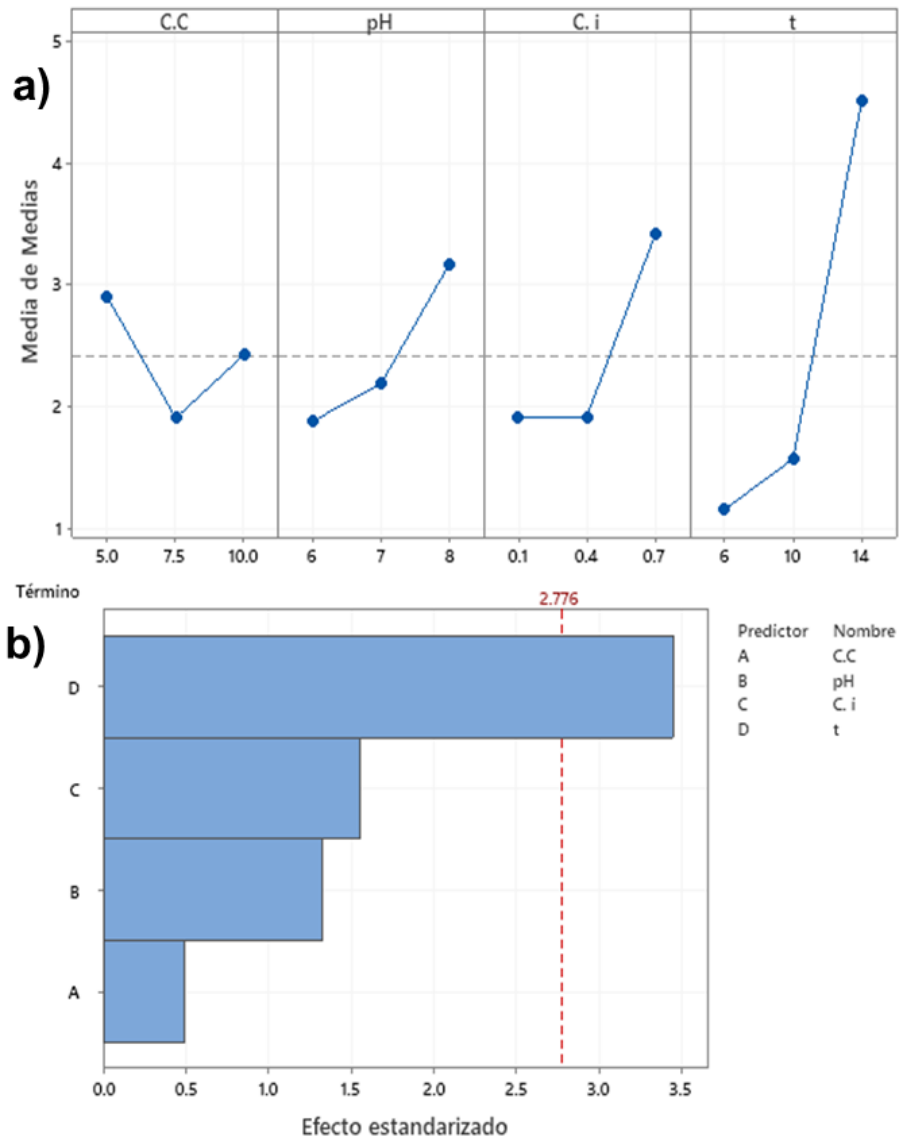 C.C pH C. i t
a)
5
4
3
2
1
Media de Medias
5.0 7.5 10.0 6 7 8 0.1 0.4 0.7 6 10 14
Término
b)
2.776
D
C
B
A
Predictor Nombre
A C.C
B pH
C C. i
D t
0.0 0.5 1.0 1.5 2.0 2.5 3.0 3.5
Efecto estandarizado